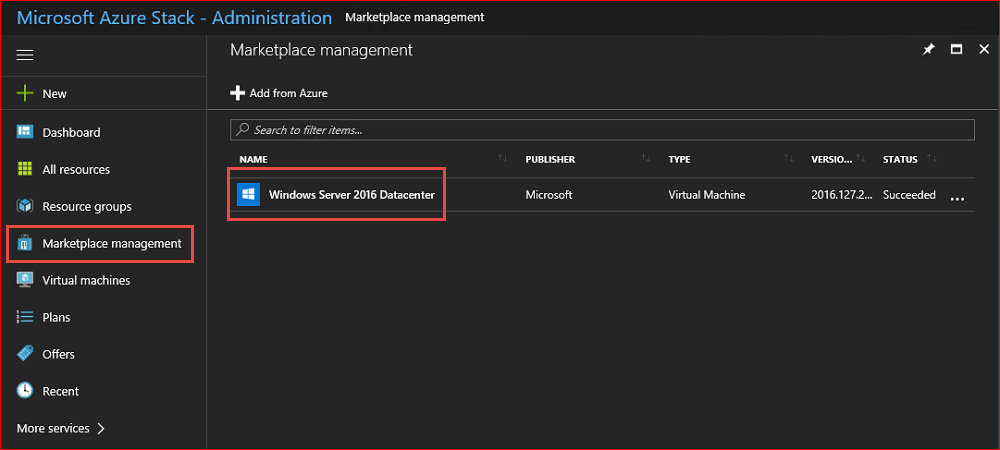 Microsoft Azure Stack - Administration Marketplace management
Marketplace management
New
Add from Azure
Dashboard
Search to filter items...
All resources
NAME PUBLISHER TYPE VERSIO... STATUS
Resource groups
Windows Server 2016 Datacenter Microsoft Virtual Machine 2016.127.2... Succeeded ...
Marketplace management
Virtual machines
Plans
Offers
Recent
More services